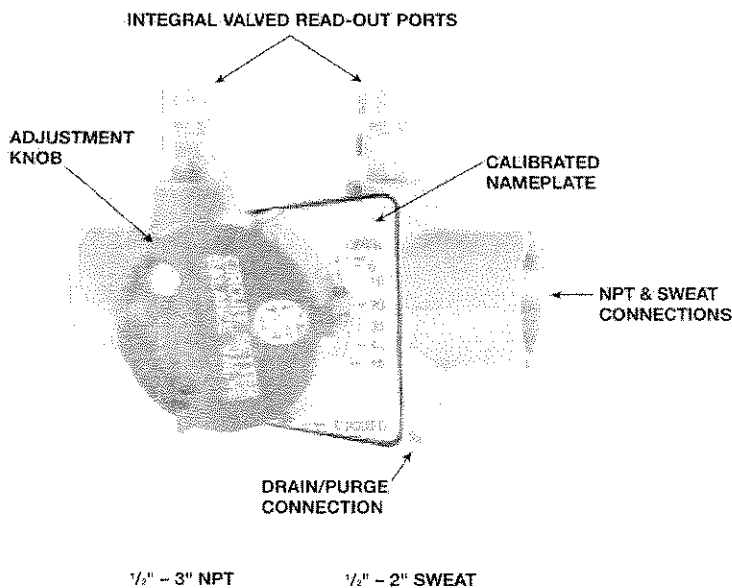 INTEGRAL VALVED READ-OUT PORTS
ADJUSTMENT
KNOB
CALIBRATED
NAMEPLATE
NPT & SWEAT
CONNECTIONS
DRAIN/PURGE
CONNECTION
1/2" – 3" NPT
1/2" – 2" SWEAT